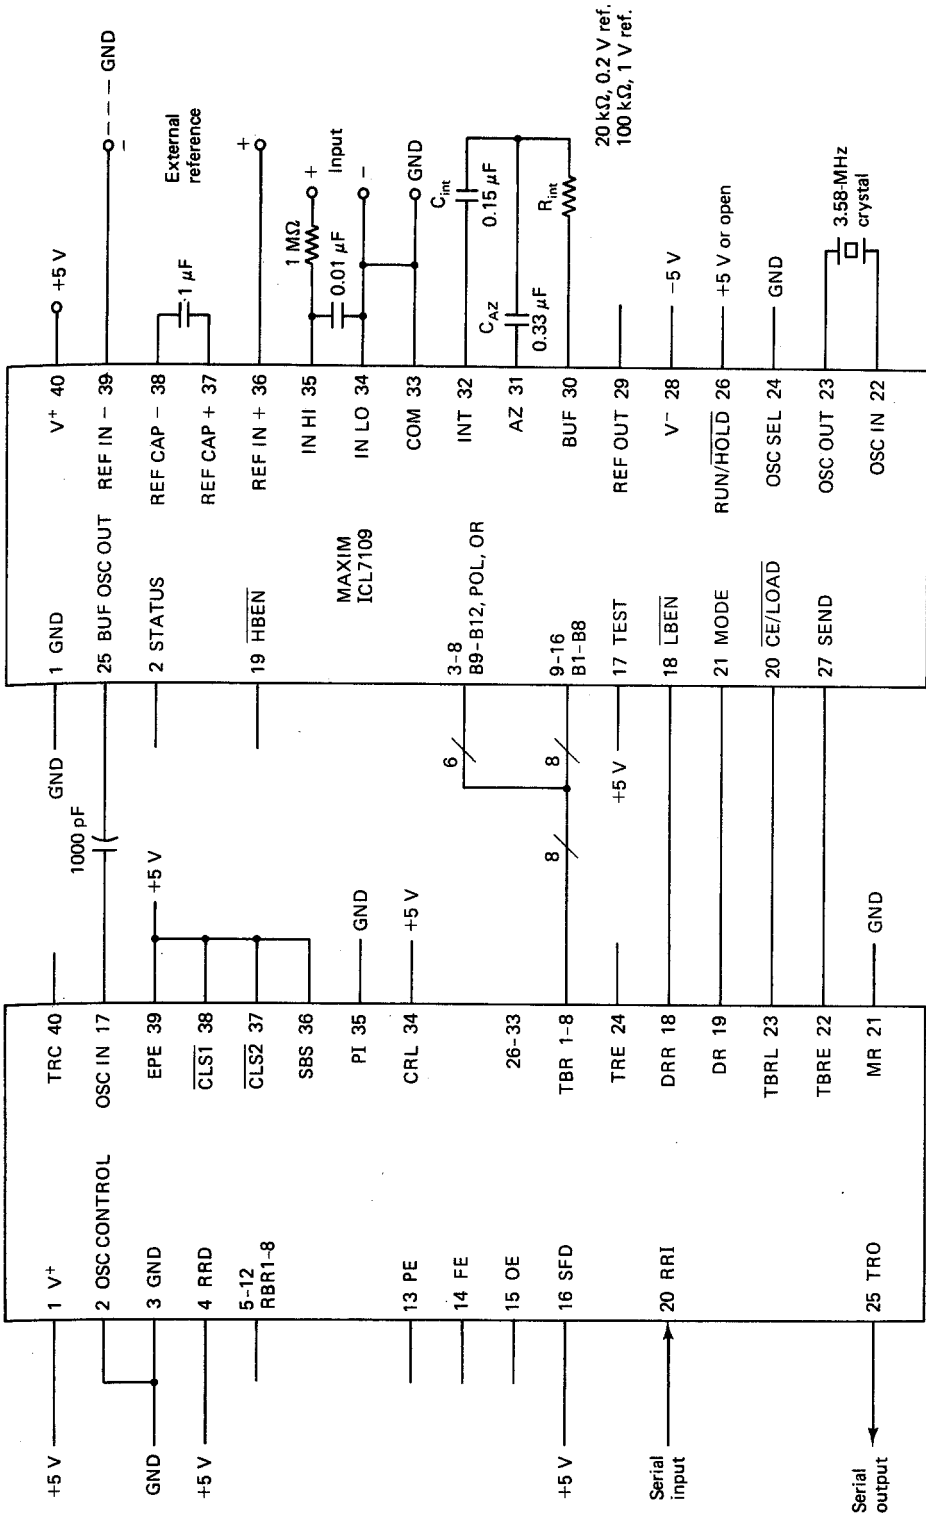 +5 V
1 V+
GND
2 OSC CONTROL
3 GND
+5 V
4 RRD
5-12
RBR1-8
13 PE
14 FE
15 OE
+5 V
16 SFD
Serial
input
20 RRI
Serial
output
25 TRO
TRC 40
OSC IN 17
EPE 39
CLS1 38
CLS2 37
SBS 36
PI 35
CRL 34
26-33
TBR 1-8
TRE 24
DRR 18
DR 19
TBRL 23
TBRE 22
MR 21
GND
1000 pF
+5 V
GND
+5 V
8
6
8
+5 V
GND
1 GND
25 BUF OSC OUT
2 STATUS
19 HBEN
MAXIM
ICL7109
3-8
B9-B12, POL, OR
9-16
B1-B8
17 TEST
18 LBEN
21 MODE
20 CE/LOAD
27 SEND
V+ 40
REF IN - 39
REF CAP - 38
REF CAP + 37
REF IN + 36
IN HI 35
IN LO 34
COM 33
INT 32
AZ 31
BUF 30
REF OUT 29
V- 28
RUN/HOLD 26
OSC SEL 24
OSC OUT 23
OSC IN 22
+5 V
GND
-
1 µF
External
reference
+
1 MΩ
+
0.01 µF
Input
-
GND
Cint
0.15 µF
CAZ
0.33 µF
Rint
20 kΩ, 0.2 V ref.
100 kΩ, 1 V ref.
-5 V
+5 V or open
GND
3.58-MHz
crystal